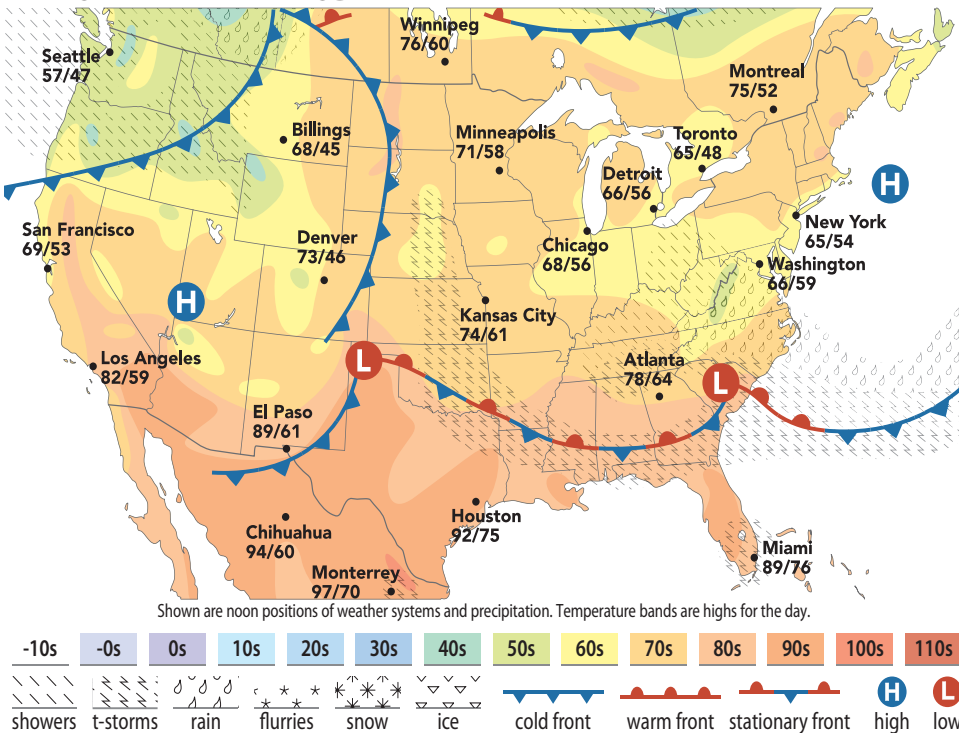 Winnipeg
76/60
Seattle
57/47
Montreal
75/52
Billings
68/45
Minneapolis
71/58
Toronto
65/48
Detroit
66/56
San Francisco
69/53
Denver
73/46
Chicago
68/56
New York
65/54
Washington
66/59
H
H
Kansas City
74/61
Los Angeles
82/59
L
Atlanta
78/64
L
El Paso
89/61
Houston
92/75
Chihuahua
94/60
Miami
89/76
Monterrey
97/70
Shown are noon positions of weather systems and precipitation. Temperature bands are highs for the day.
-10s -0s 0s 10s 20s 30s 40s 50s 60s 70s 80s 90s 100s 110s
H L
showers t-storms rain flurries snow ice cold front warm front stationary front high low